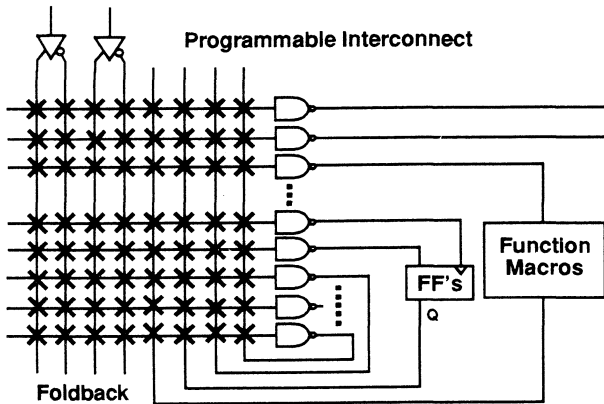 Programmable Interconnect
Function
Macros
FF's
Q
Foldback